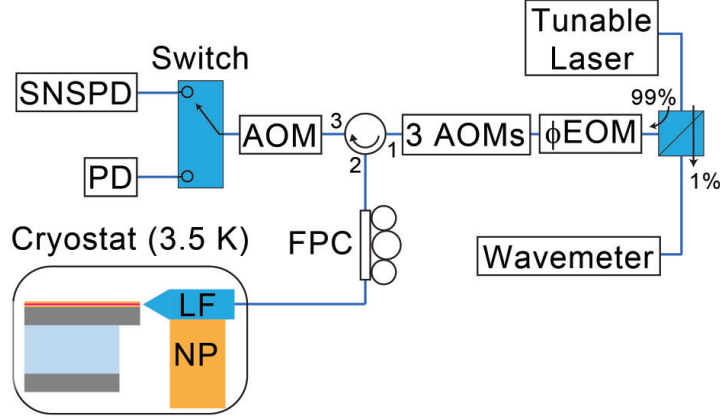 Tunable
Laser
Switch
SNSPD
99%
3
AOM
3 AOMs
ϕEOM
1
2
1%
PD
Cryostat (3.5 K)
FPC
Wavemeter
LF
NP